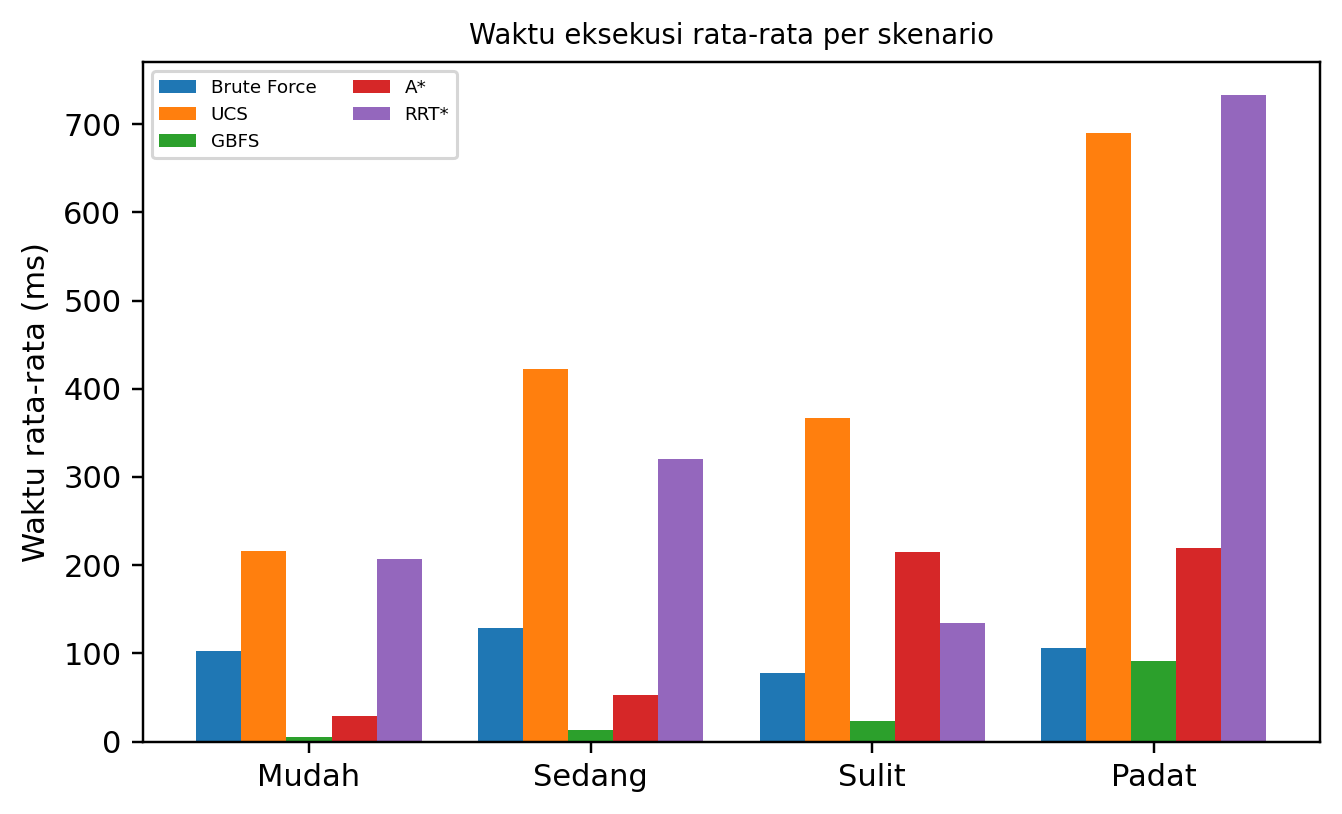 Waktu eksekusi rata-rata per skenario
Brute Force
UCS
GBFS
A*
RRT*
Waktu rata-rata (ms)
700
600
500
400
300
200
100
0
Mudah
Sedang
Sulit
Padat